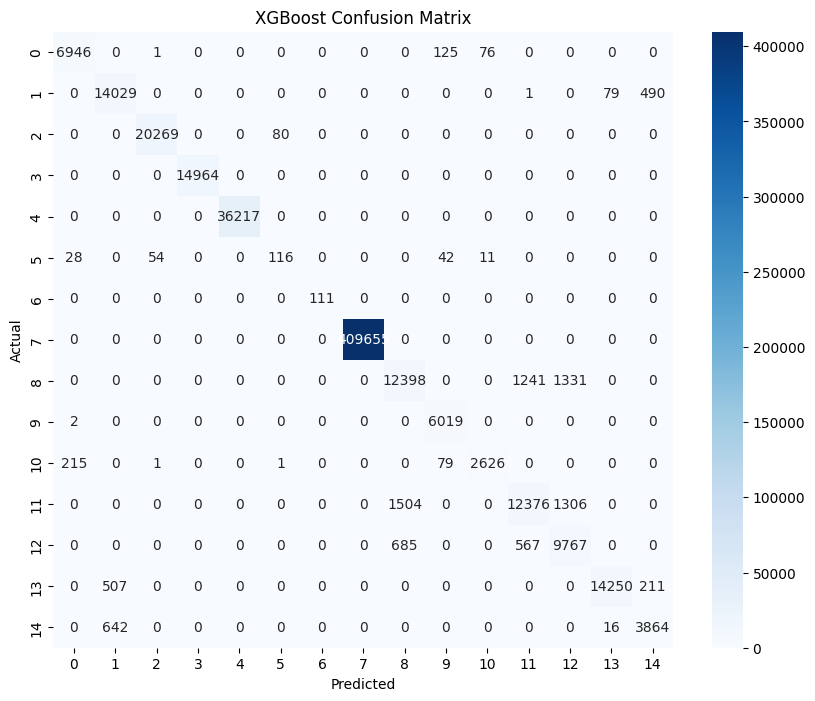 XGBoost Confusion Matrix
0 6946 0 1 0 0 0 0 0 0 125 76 0 0 0 0
1 0 14029 0 0 0 0 0 0 0 0 0 1 0 79 490
2 0 0 20269 0 0 80 0 0 0 0 0 0 0 0 0
3 0 0 0 14964 0 0 0 0 0 0 0 0 0 0 0
4 0 0 0 0 36217 0 0 0 0 0 0 0 0 0 0
5 28 0 54 0 0 116 0 0 0 42 11 0 0 0 0
6 0 0 0 0 0 0 111 0 0 0 0 0 0 0 0
7 0 0 0 0 0 0 0 409655 0 0 0 0 0 0 0
8 0 0 0 0 0 0 0 0 12398 0 0 1241 1331 0 0
9 2 0 0 0 0 0 0 0 0 6019 0 0 0 0 0
10 215 0 1 0 0 1 0 0 0 79 2626 0 0 0 0
11 0 0 0 0 0 0 0 0 1504 0 0 12376 1306 0 0
12 0 0 0 0 0 0 0 0 685 0 0 567 9767 0 0
13 0 507 0 0 0 0 0 0 0 0 0 0 0 14250 211
14 0 642 0 0 0 0 0 0 0 0 0 0 0 16 3864
0 1 2 3 4 5 6 7 8 9 10 11 12 13 14
Predicted
Actual
400000
350000
300000
250000
200000
150000
100000
50000
0